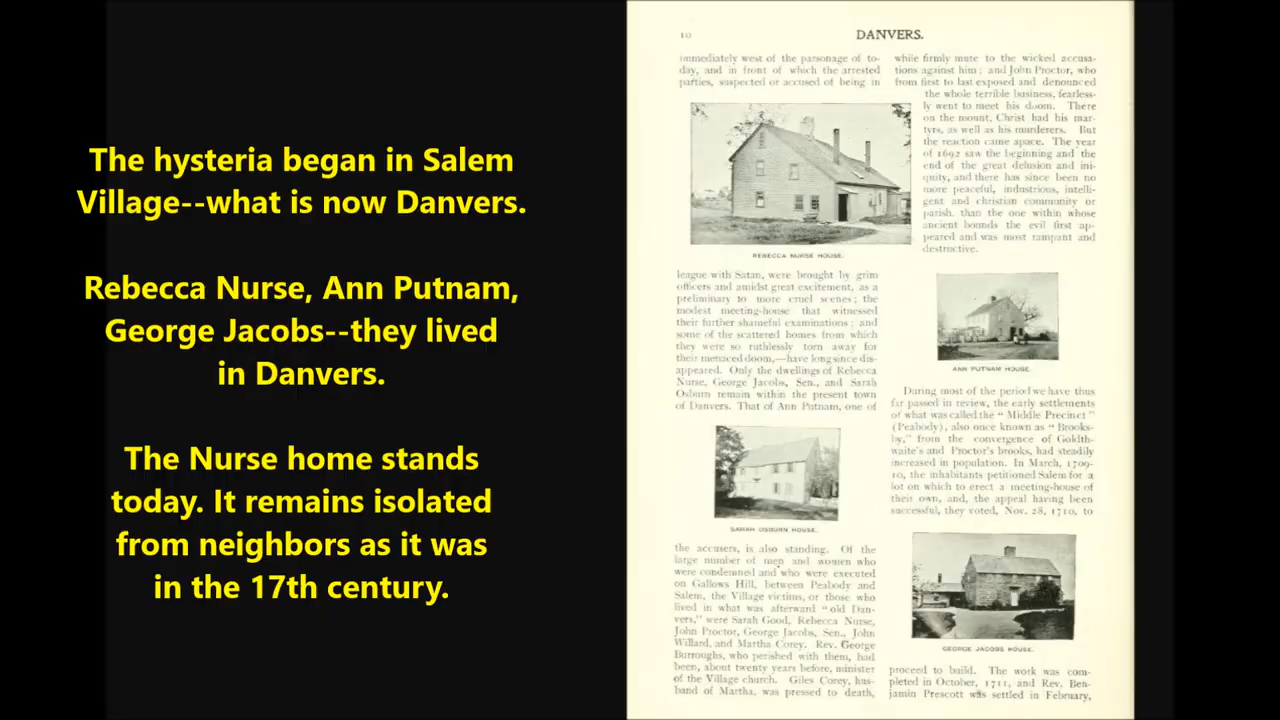 The hysteria began in Salem
Village--what is now Danvers.
Rebecca Nurse, Ann Putnam,
George Jacobs--they lived
in Danvers.
The Nurse home stands
today. It remains isolated
from neighbors as it was
in the 17th century.
10
DANVERS.
immediately west of the parsonage of to-
day, and in front of which the arrested
parties, suspected or accused of being in
REBECCA NURSE HOUSE.
league with Satan, were brought by grim
officers and amidst great excitement, as a
preliminary to more cruel scenes; the
modest meeting-house that witnessed
their further shameful examinations; and
some of the scattered homes from which
they were so ruthlessly torn away for
their menaced doom,—have long since dis-
appeared. Only the dwellings of Rebecca
Nurse, George Jacobs, Sen., and Sarah
Osburn remain within the present town
of Danvers. That of Ann Putnam, one of
SARAH OSBURN HOUSE.
the accusers, is also standing. Of the
large number of men and women who
were condemned and who were executed
on Gallows Hill, between Peabody and
Salem, the Village victims, or those who
lived in what was afterward "old Dan-
vers," were Sarah Good, Rebecca Nurse,
John Proctor, George Jacobs, Sen., John
Willard, and Martha Corey. Rev. George
Burroughs, who perished with them, had
been, about twenty years before, minister
of the Village church. Giles Corey, hus-
band of Martha, was pressed to death,
while firmly mute to the wicked accusa-
tions against him; and John Proctor, who
from first to last exposed and denounced
the whole terrible business, fearless-
ly went to meet his doom. There
on the mount, Christ had his mar-
tyrs, as well as his murderers. But
the reaction came apace. The year
of 1692 saw the beginning and the
end of the great delusion and ini-
quity, and there has since been no
more peaceful, industrious, intelli-
gent and christian community or
parish, than the one within whose
ancient bounds the evil first ap-
peared and was most rampant and
destructive.
ANN PUTNAM HOUSE.
During most of the period we have thus
far passed in review, the early settlements
of what was called the "Middle Precinct"
(Peabody), also once known as "Brooks-
by," from the convergence of Goldth-
waite's and Proctor's brooks, had steadily
increased in population. In March, 1709-
10, the inhabitants petitioned Salem for a
lot on which to erect a meeting-house of
their own, and, the appeal having been
successful, they voted, Nov. 28, 1710, to
GEORGE JACOBS HOUSE.
proceed to build. The work was com-
pleted in October, 1711, and Rev. Ben-
jamin Prescott was settled in February,